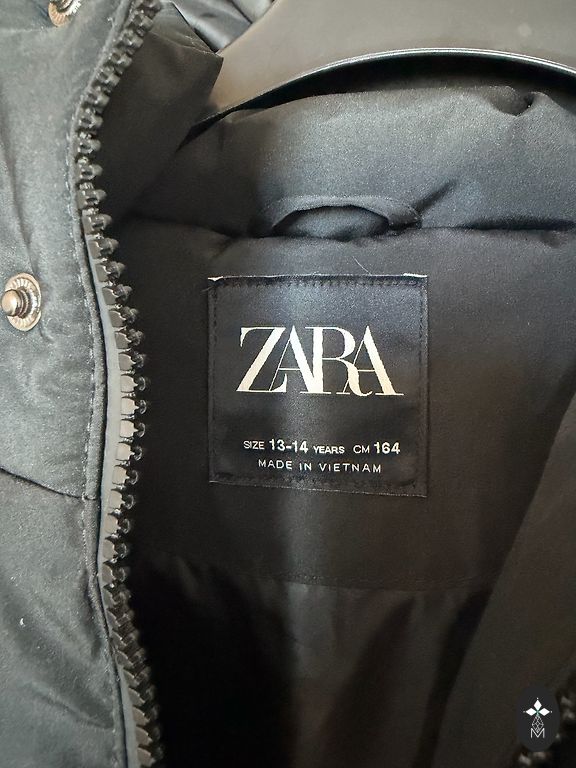 ZARA
SIZE 13-14 YEARS CM 164
MADE IN VIETNAM
M